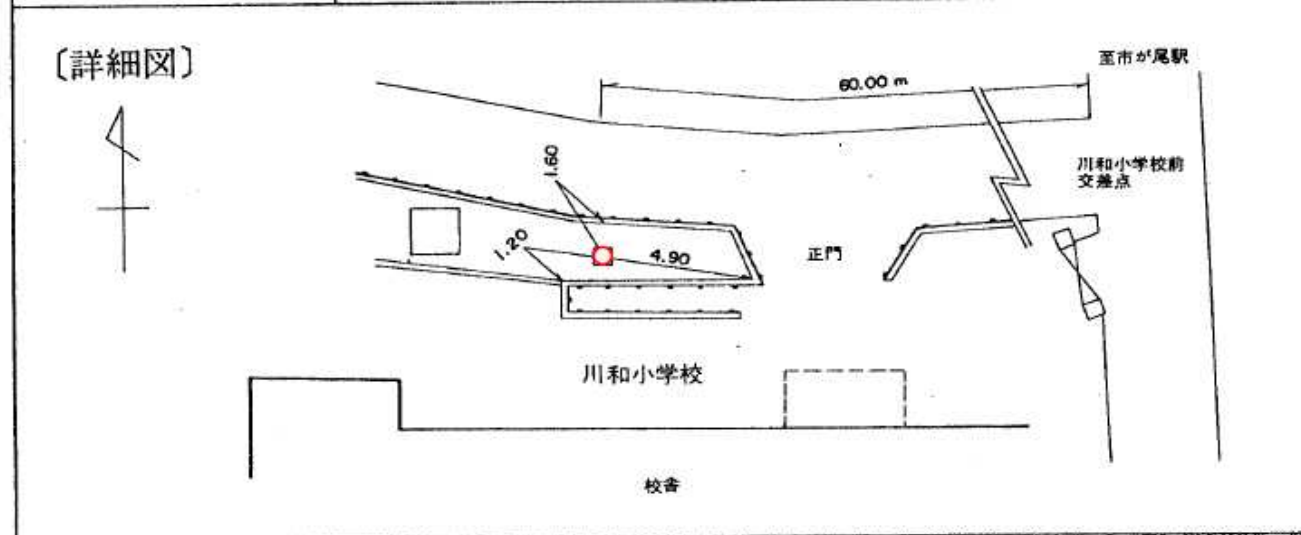 〔詳細図〕
至市が尾駅
60.00 m
川和小学校前
交差点
1.60
1.20
4.90
正門
川和小学校
校舎